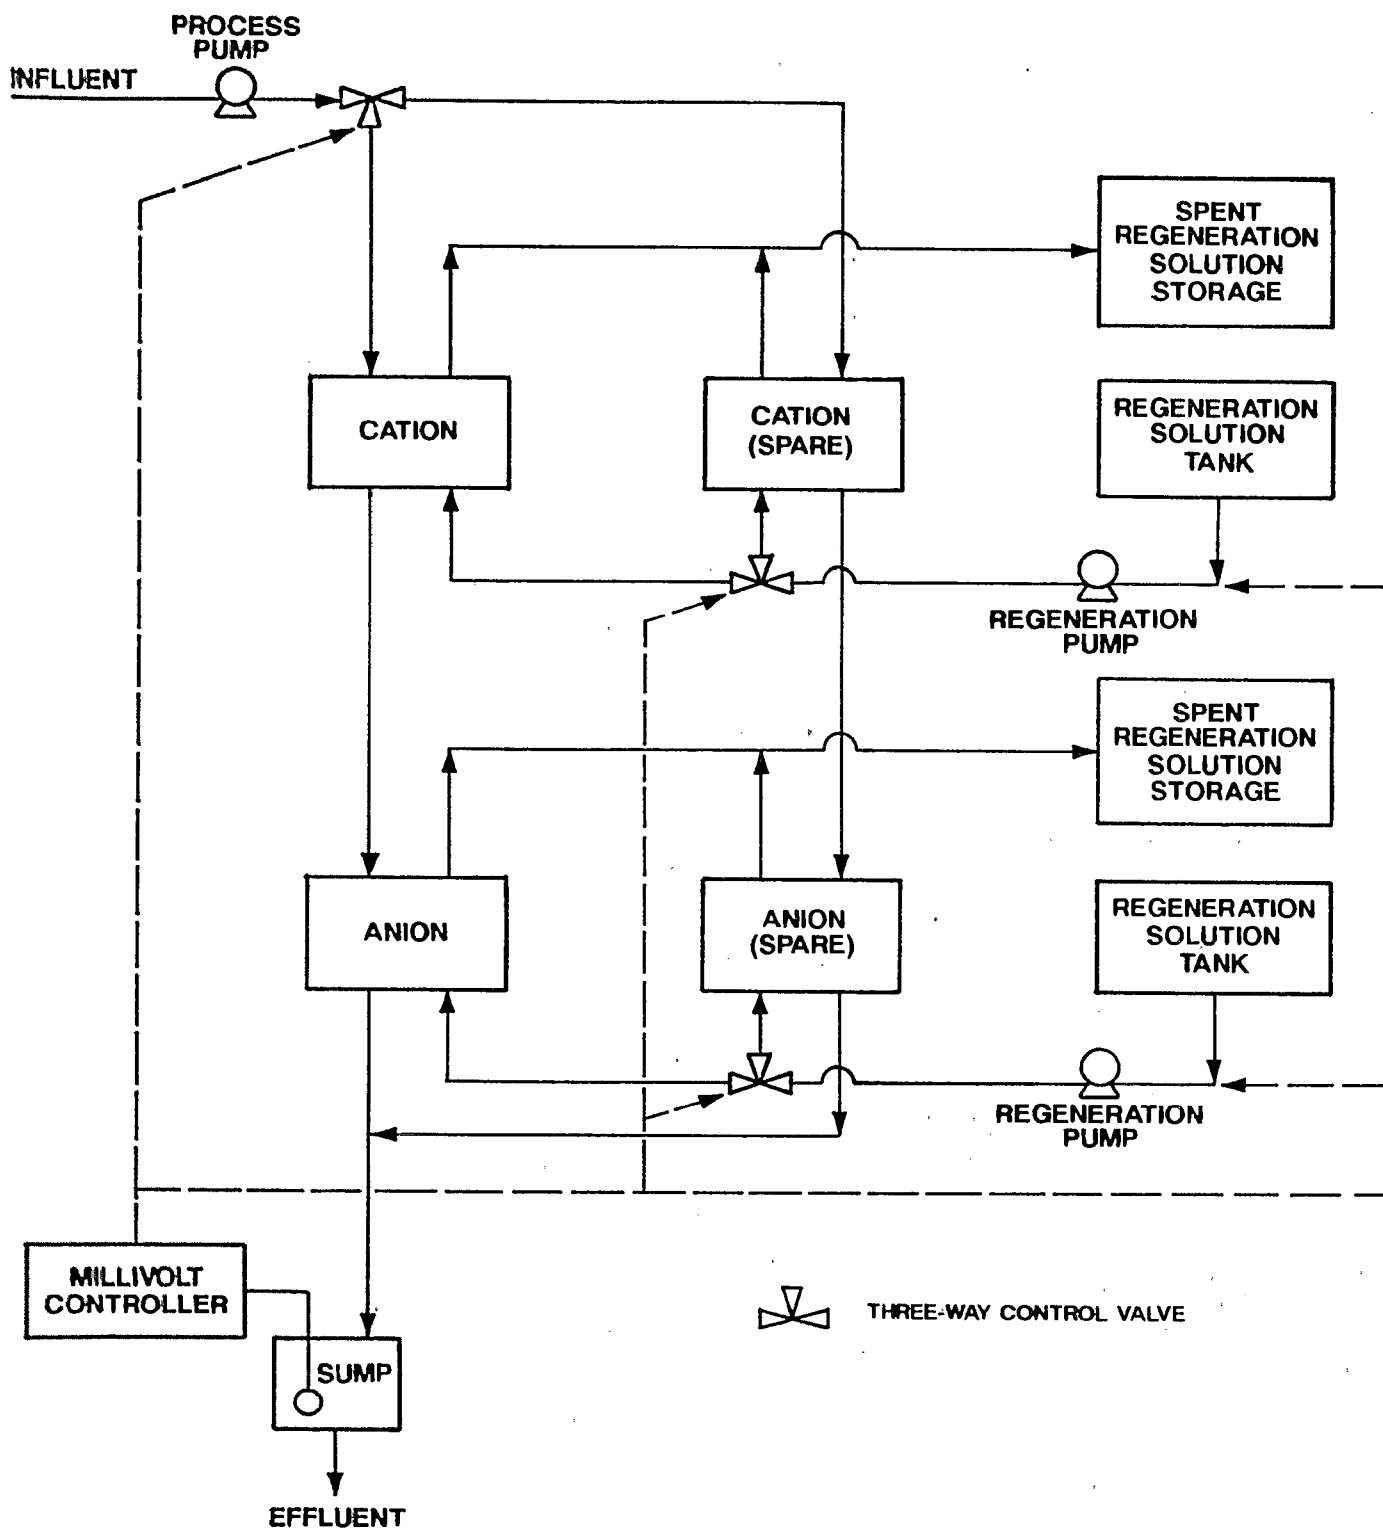 PROCESS
PUMP
INFLUENT
SPENT
REGENERATION
SOLUTION
STORAGE
CATION
CATION
(SPARE)
REGENERATION
SOLUTION
TANK
REGENERATION
PUMP
SPENT
REGENERATION
SOLUTION
STORAGE
ANION
ANION
(SPARE)
REGENERATION
SOLUTION
TANK
REGENERATION
PUMP
MILLIVOLT
CONTROLLER
THREE-WAY CONTROL VALVE
SUMP
EFFLUENT